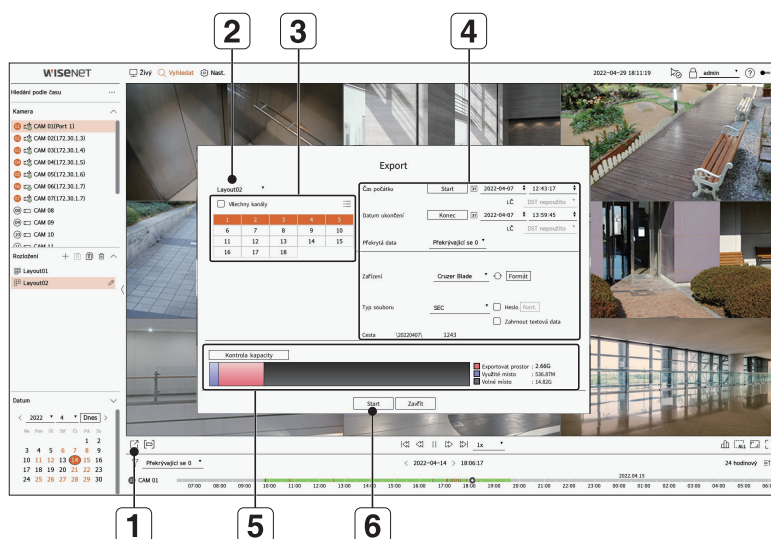 2
3
4
WISENET
Živý
Vyhledat
Nast.
2022-04-29 18:11:19
admin
Hledání podle času
Kamera
CAM 01(Port 1)
CAM 02(172.30.1.3)
CAM 03(172.30.1.4)
CAM 04(172.30.1.5)
CAM 05(172.30.1.6)
CAM 06(172.30.1.7)
CAM 07(172.30.1.7)
CAM 08
CAM 09
CAM 10
CAM 11
Rozložení
Layout01
Layout02
Export
Layout02
Všechny kanály
1 2 3 4 5
6 7 8 9 10
11 12 13 14 15
16 17 18
Čas počátku Start 2022-04-07 12:43:17
LČ DST nepoužito
Datum ukončení Konec 2022-04-07 13:59:45
LČ DST nepoužito
Překrytá data Překrývající se 0
Zařízení Cruzer Blade Formát
Typ souboru SEC Heslo Nast.
Zahrnout textová data
Cesta \20220407\ 1243
Kontrola kapacity
Exportovat prostor : 2.66G
Využité místo : 536.87M
Volné místo : 14.82G
Start Zavřít
Datum
< 2022 4 Dnes >
Ne Pon Út Stř Čt Pá So
1 2
3 4 5 6 7 8 9
10 11 12 13 14 15 16
17 18 19 20 21 22 23
24 25 26 27 28 29 30
1x
Překrývající se 0
< 2022-04-14 > 18:06:17
24 hodinový
CAM 01
2022.04.15
07:00 08:00 09:00 10:00 11:00 12:00 13:00 14:00 15:00 16:00 17:00 18:00 19:00 20:00 21:00 22:00 23:00 00:00 01:00 02:00 03:00 04:00 05:00
1
5
6